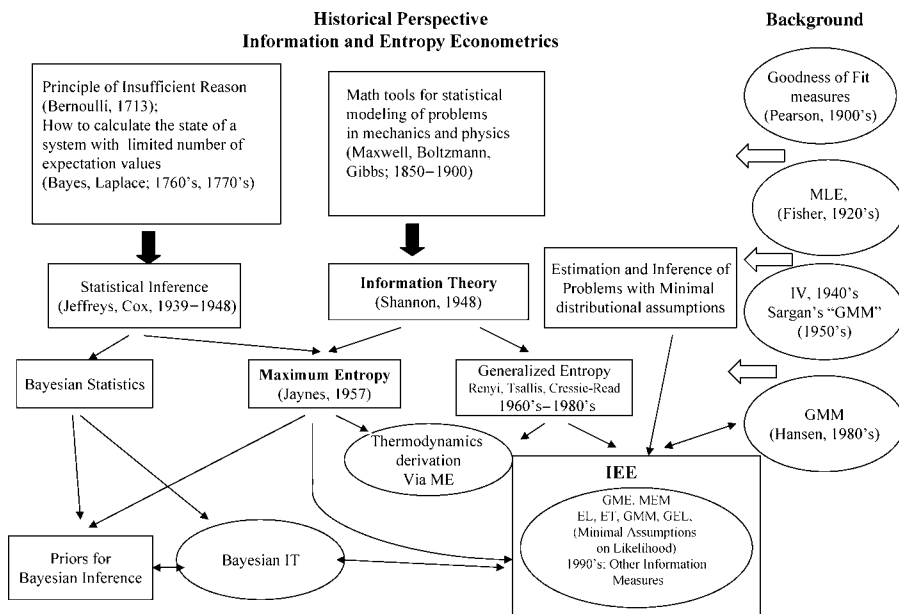 Historical Perspective
Information and Entropy Econometrics
Background
Principle of Insufficient Reason
(Bernoulli, 1713);
How to calculate the state of a
system with limited number of
expectation values
(Bayes, Laplace; 1760's, 1770's)
Math tools for statistical
modeling of problems
in mechanics and physics
(Maxwell, Boltzmann,
Gibbs; 1850–1900)
Goodness of Fit
measures
(Pearson, 1900's)
MLE,
(Fisher, 1920's)
Statistical Inference
(Jeffreys, Cox, 1939–1948)
Information Theory
(Shannon, 1948)
Estimation and Inference of
Problems with Minimal
distributional assumptions
IV, 1940's
Sargan's “GMM”
(1950's)
Bayesian Statistics
Maximum Entropy
(Jaynes, 1957)
Generalized Entropy
Renyi, Tsallis, Cressie-Read
1960's–1980's
GMM
(Hansen, 1980's)
Thermodynamics
derivation
Via ME
IEE
GME. MEM
EL, ET, GMM, GEL,
(Minimal Assumptions
on Likelihood)
1990's: Other Information
Measures
Priors for
Bayesian Inference
Bayesian IT